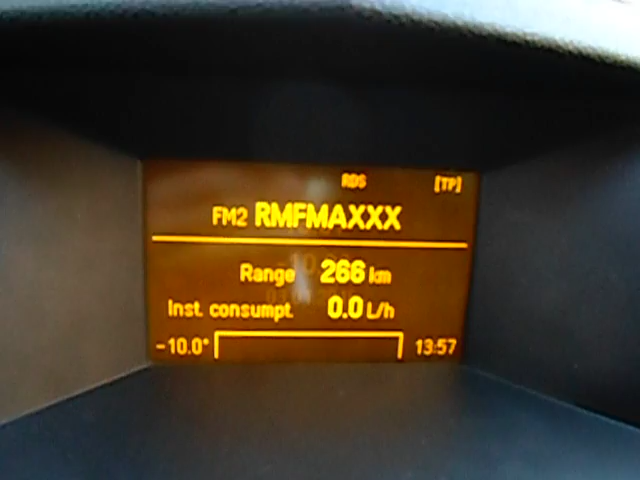 RDS [TP]
FM2 RMFMAXXX
Range 266 km
Inst. consumpt. 0.0 L/h
-10.0° 13:57